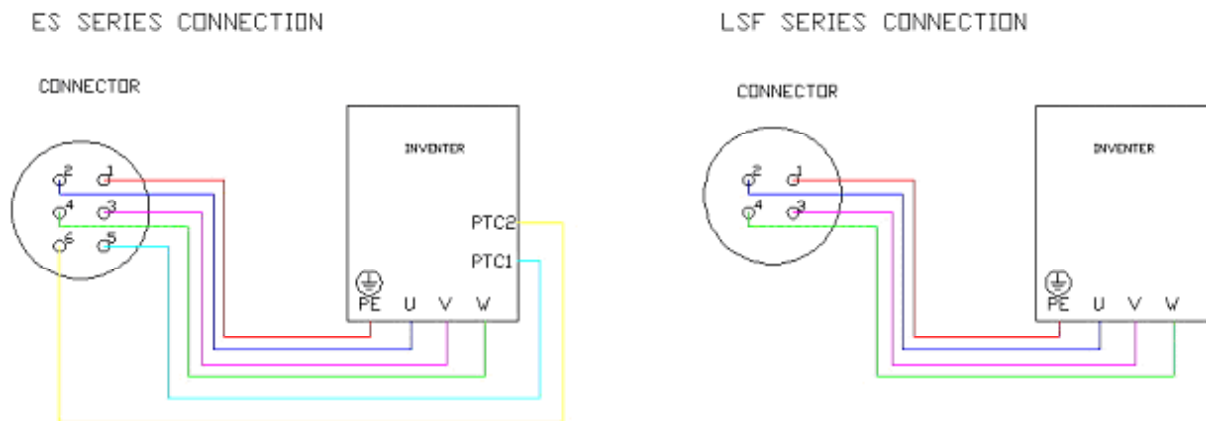 ES SERIES CONNECTION
LSF SERIES CONNECTION
CONNECTOR
CONNECTOR
INVENTER
INVENTER
2 1
4 3
6 5
PTC2
PTC1
PE U V W
2 1
4 3
PE U V W